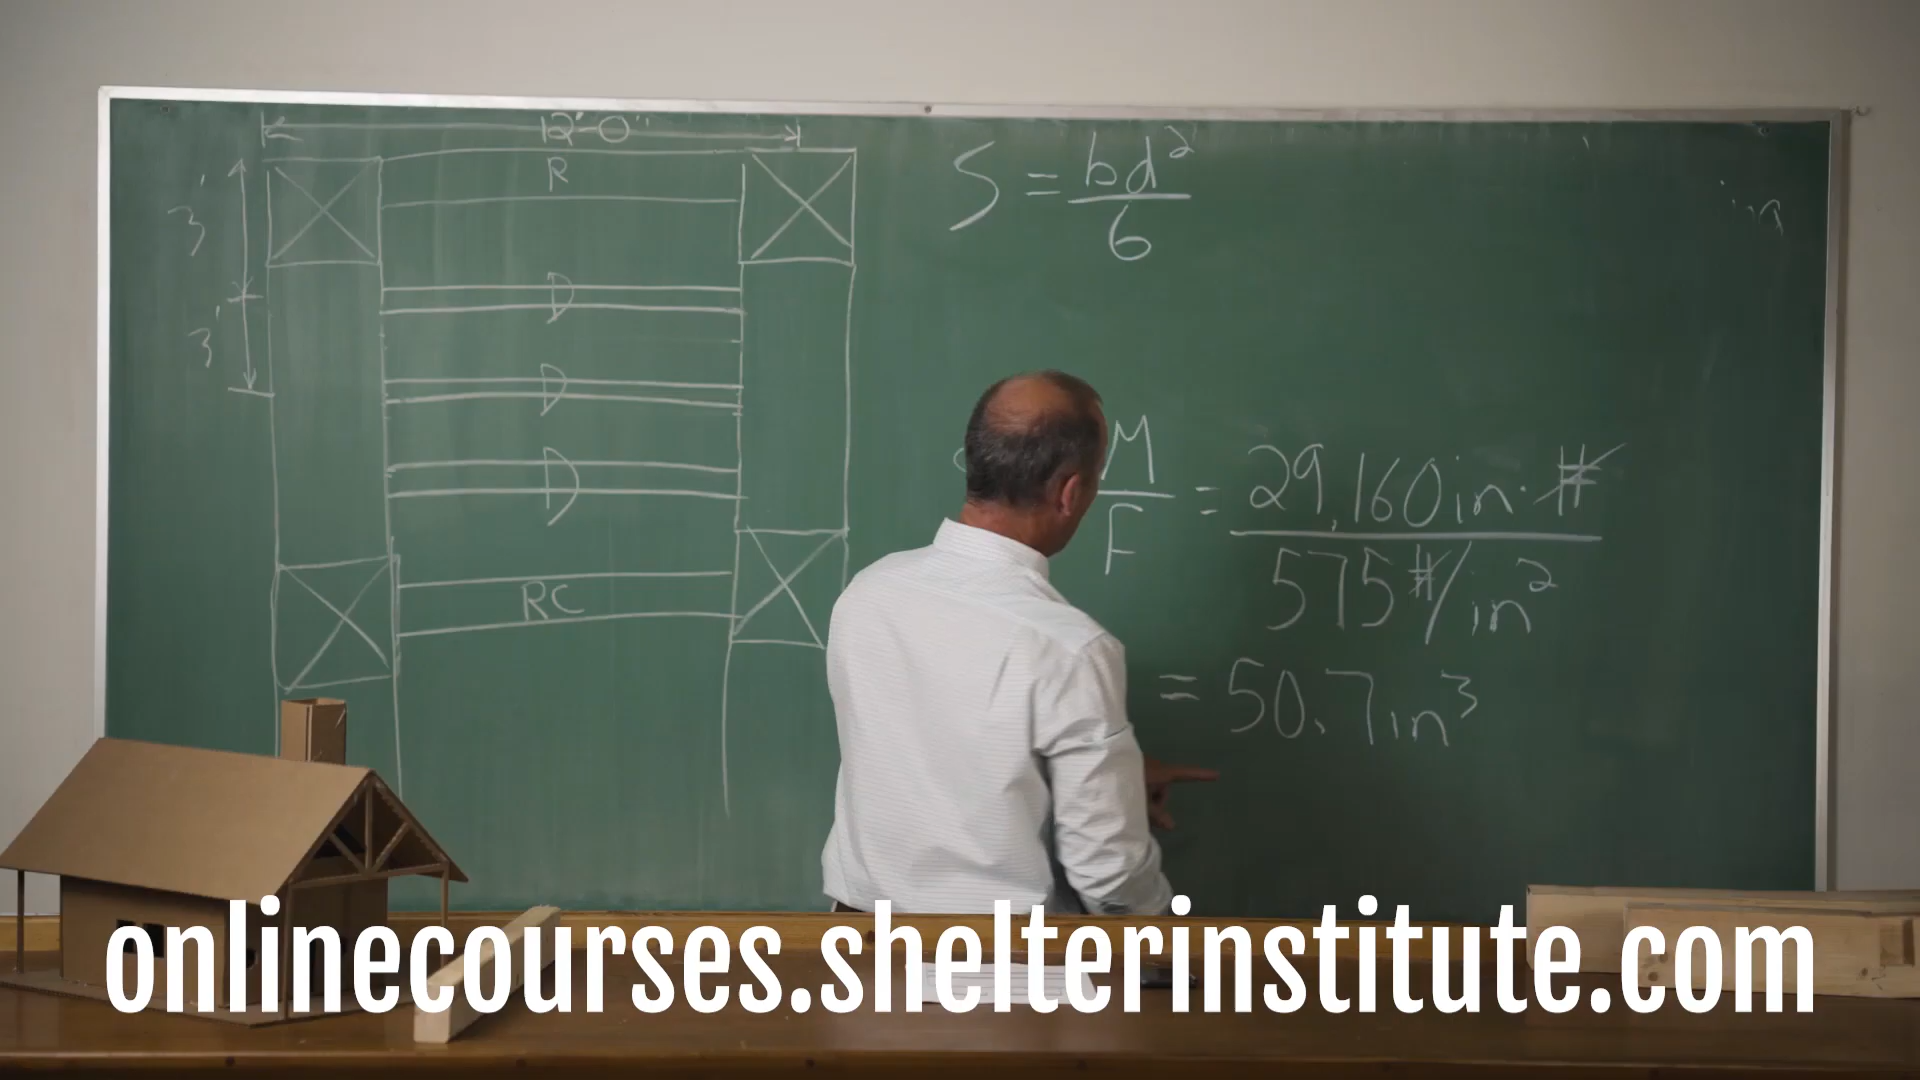 12'-0"
R
3'
3'
D
D
D
RC
S = bd²/6
M/F = 29,160 in·#/575 #/in²
= 50.7 in³
onlinecourses.shelterinstitute.com